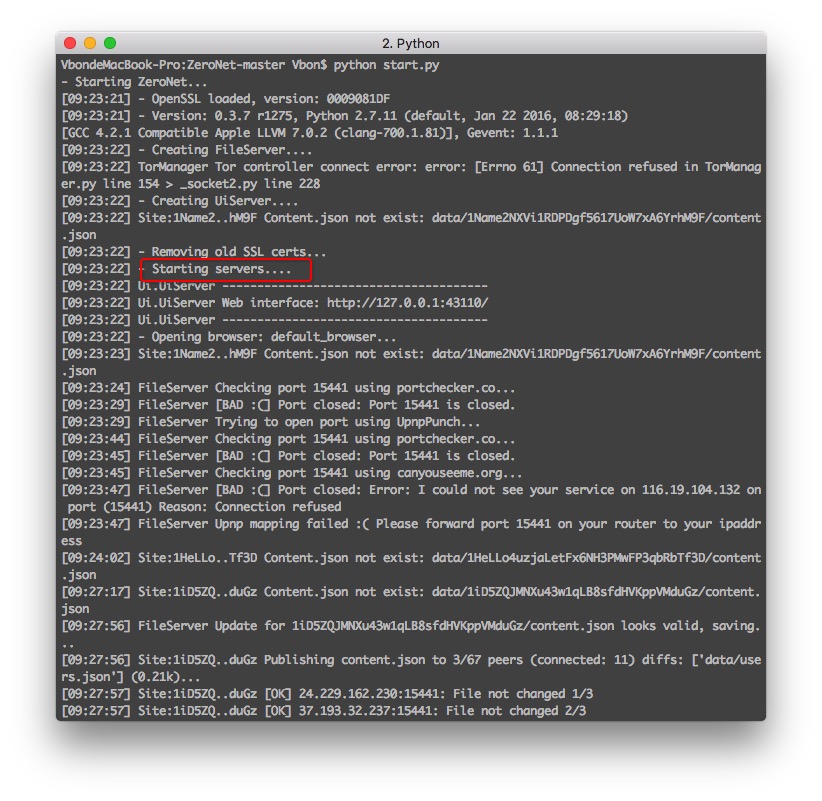 2. Python
VbondeMacBook-Pro:ZeroNet-master Vbon$ python start.py
- Starting ZeroNet...
[09:23:21] - OpenSSL loaded, version: 0009081DF
[09:23:21] - Version: 0.3.7 r1275, Python 2.7.11 (default, Jan 22 2016, 08:29:18)
[GCC 4.2.1 Compatible Apple LLVM 7.0.2 (clang-700.1.81)], Gevent: 1.1.1
[09:23:22] - Creating FileServer....
[09:23:22] TorManager Tor controller connect error: error: [Errno 61] Connection refused in TorManag
er.py line 154 > _socket2.py line 228
[09:23:22] - Creating UiServer....
[09:23:22] Site:1Name2..hM9F Content.json not exist: data/1Name2NXVi1RDPDgf5617UoW7xA6YrhM9F/content
.json
[09:23:22] - Removing old SSL certs...
[09:23:22] - Starting servers....
[09:23:22] Ui.UiServer --------------------------------------
[09:23:22] Ui.UiServer Web interface: http://127.0.0.1:43110/
[09:23:22] Ui.UiServer --------------------------------------
[09:23:22] - Opening browser: default_browser...
[09:23:23] Site:1Name2..hM9F Content.json not exist: data/1Name2NXVi1RDPDgf5617UoW7xA6YrhM9F/content
.json
[09:23:24] FileServer Checking port 15441 using portchecker.co...
[09:23:29] FileServer [BAD :(] Port closed: Port 15441 is closed.
[09:23:29] FileServer Trying to open port using UpnpPunch...
[09:23:44] FileServer Checking port 15441 using portchecker.co...
[09:23:45] FileServer [BAD :(] Port closed: Port 15441 is closed.
[09:23:45] FileServer Checking port 15441 using canyouseeme.org...
[09:23:47] FileServer [BAD :(] Port closed: Error: I could not see your service on 116.19.104.132 on
port (15441) Reason: Connection refused
[09:23:47] FileServer Upnp mapping failed :( Please forward port 15441 on your router to your ipaddr
ess
[09:24:02] Site:1HeLLo..Tf3D Content.json not exist: data/1HeLLo4uzjaLetFx6NH3PMwFP3qbRbTf3D/content
.json
[09:27:17] Site:1iD5ZQ..duGz Content.json not exist: data/1iD5ZQJMNXu43w1qLB8sfdHVKppVMduGz/content.
json
[09:27:56] FileServer Update for 1iD5ZQJMNXu43w1qLB8sfdHVKppVMduGz/content.json looks valid, saving.
..
[09:27:56] Site:1iD5ZQ..duGz Publishing content.json to 3/67 peers (connected: 11) diffs: ['data/use
rs.json'] (0.21k)...
[09:27:57] Site:1iD5ZQ..duGz [OK] 24.229.162.230:15441: File not changed 1/3
[09:27:57] Site:1iD5ZQ..duGz [OK] 37.193.32.237:15441: File not changed 2/3